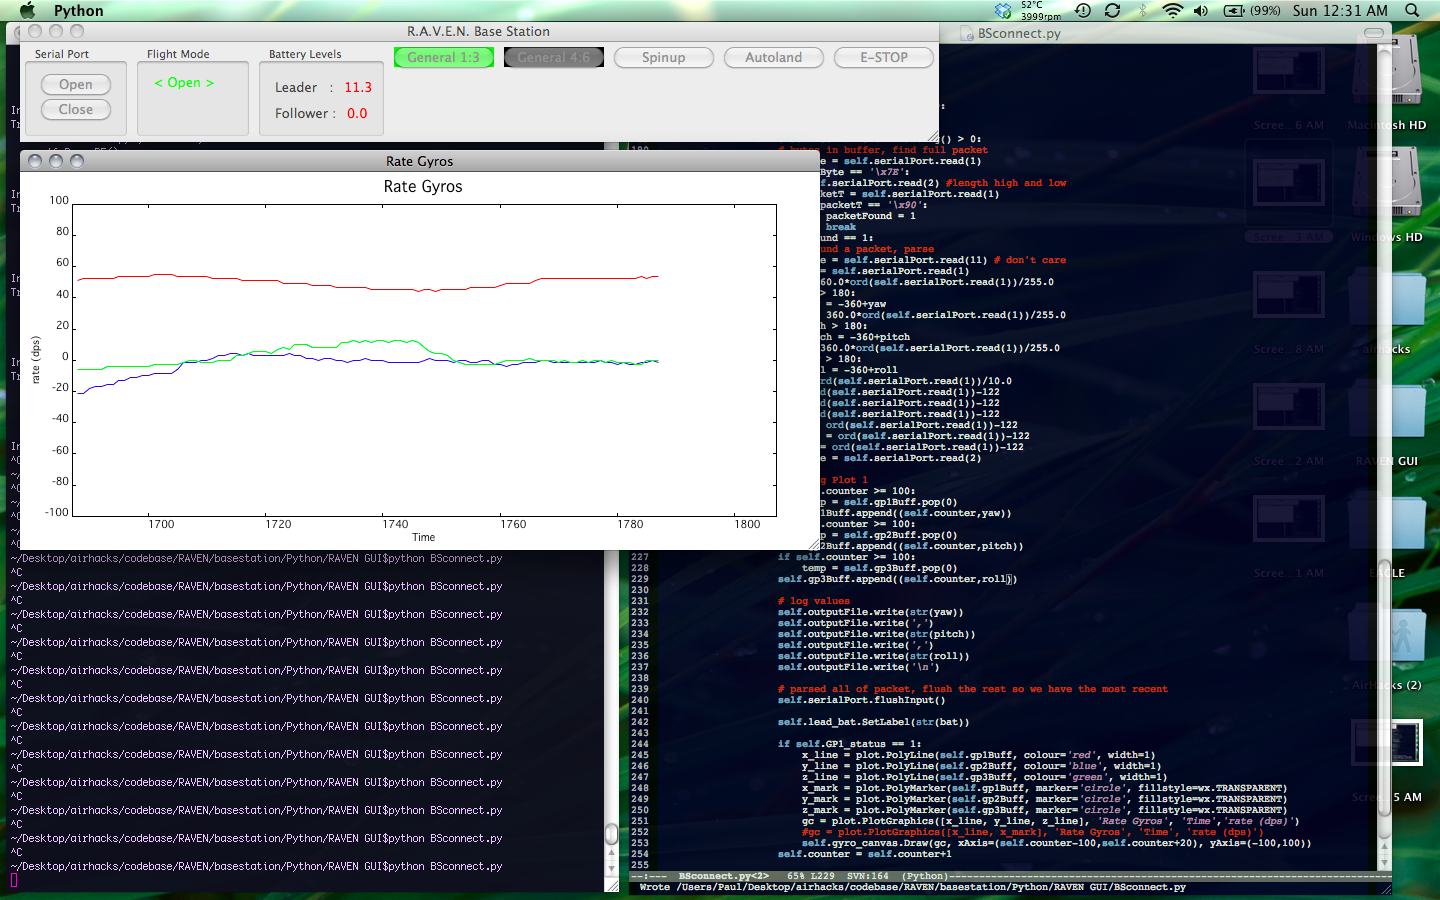 Python
52°C
3999rpm
(99%)
Sun 12:31 AM
R.A.V.E.N. Base Station
BSconnect.py
Serial Port
Flight Mode
Battery Levels
General 1:3
General 4:6
Spinup
Autoland
E-STOP
Open
< Open >
Leader : 11.3
Close
Follower : 0.0
Rate Gyros
Rate Gyros
100
80
60
40
20
0
-20
-40
-60
-80
-100
rate (dps)
1700
1720
1740
1760
1780
1800
Time
~/Desktop/airhacks/codebase/RAVEN/basestation/Python/RAVEN GUI$python BSconnect.py
^C
~/Desktop/airhacks/codebase/RAVEN/basestation/Python/RAVEN GUI$python BSconnect.py
^C
~/Desktop/airhacks/codebase/RAVEN/basestation/Python/RAVEN GUI$python BSconnect.py
^C
~/Desktop/airhacks/codebase/RAVEN/basestation/Python/RAVEN GUI$python BSconnect.py
^C
~/Desktop/airhacks/codebase/RAVEN/basestation/Python/RAVEN GUI$python BSconnect.py
^C
~/Desktop/airhacks/codebase/RAVEN/basestation/Python/RAVEN GUI$python BSconnect.py
^C
~/Desktop/airhacks/codebase/RAVEN/basestation/Python/RAVEN GUI$python BSconnect.py
^C
~/Desktop/airhacks/codebase/RAVEN/basestation/Python/RAVEN GUI$python BSconnect.py
^C
~/Desktop/airhacks/codebase/RAVEN/basestation/Python/RAVEN GUI$python BSconnect.py
^C
~/Desktop/airhacks/codebase/RAVEN/basestation/Python/RAVEN GUI$python BSconnect.py
^C
~/Desktop/airhacks/codebase/RAVEN/basestation/Python/RAVEN GUI$python BSconnect.py
^C
~/Desktop/airhacks/codebase/RAVEN/basestation/Python/RAVEN GUI$python BSconnect.py
() > 0:
in buffer, find full packet
= self.serialPort.read(1)
Byte == '\x7E':
.serialPort.read(2) #length high and low
ketT = self.serialPort.read(1)
packetT == '\x90':
packetFound = 1
break
und == 1:
und a packet, parse
= self.serialPort.read(11) # don't care
= self.serialPort.read(1)
60.0*ord(self.serialPort.read(1))/255.0
> 180:
= -360+yaw
360.0*ord(self.serialPort.read(1))/255.0
h > 180:
ch = -360+pitch
360.0*ord(self.serialPort.read(1))/255.0
> 180:
l = -360+roll
rd(self.serialPort.read(1))/10.0
d(self.serialPort.read(1))-122
d(self.serialPort.read(1))-122
d(self.serialPort.read(1))-122
ord(self.serialPort.read(1))-122
= ord(self.serialPort.read(1))-122
ord(self.serialPort.read(1))-122
e = self.serialPort.read(2)
g Plot 1
.counter >= 100:
p = self.gp1Buff.pop(0)
1Buff.append((self.counter,yaw))
.counter >= 100:
p = self.gp2Buff.pop(0)
2Buff.append((self.counter,pitch))
227 if self.counter >= 100:
228 temp = self.gp3Buff.pop(0)
229 self.gp3Buff.append((self.counter,roll))
230
231 # log values
232 self.outputFile.write(str(yaw))
233 self.outputFile.write(',')
234 self.outputFile.write(str(pitch))
235 self.outputFile.write(',')
236 self.outputFile.write(str(roll))
237 self.outputFile.write('\n')
238
239 # parsed all of packet, flush the rest so we have the most recent
240 self.serialPort.flushInput()
241
242 self.lead_bat.SetLabel(str(bat))
243
244 if self.GP1_status == 1:
245 x_line = plot.PolyLine(self.gp1Buff, colour='red', width=1)
246 y_line = plot.PolyLine(self.gp2Buff, colour='blue', width=1)
247 z_line = plot.PolyLine(self.gp3Buff, colour='green', width=1)
248 x_mark = plot.PolyMarker(self.gp1Buff, marker='circle', fillstyle=wx.TRANSPARENT)
249 y_mark = plot.PolyMarker(self.gp2Buff, marker='circle', fillstyle=wx.TRANSPARENT)
250 z_mark = plot.PolyMarker(self.gp3Buff, marker='circle', fillstyle=wx.TRANSPARENT)
251 gc = plot.PlotGraphics([x_line, y_line, z_line], 'Rate Gyros', 'Time','rate (dps)')
252 #gc = plot.PlotGraphics([x_line, x_mark], 'Rate Gyros', 'Time', 'rate (dps)')
253 self.gyro_canvas.Draw(gc, xAxis=(self.counter-100,self.counter+20), yAxis=(-100,100))
254 self.counter = self.counter+1
255
--:--- BSconnect.py<2> 65% L229 SVN:164 (Python)
Wrote /Users/Paul/Desktop/airhacks/codebase/RAVEN/basestation/Python/RAVEN GUI/BSconnect.py
Macintosh HD
Windows HD
airhacks
RAVEN GUI
EAGLE
AirHacks (2)
Scre...6 AM
Scre...8 AM
Scre...2 AM
Scre...1 AM
5 AM